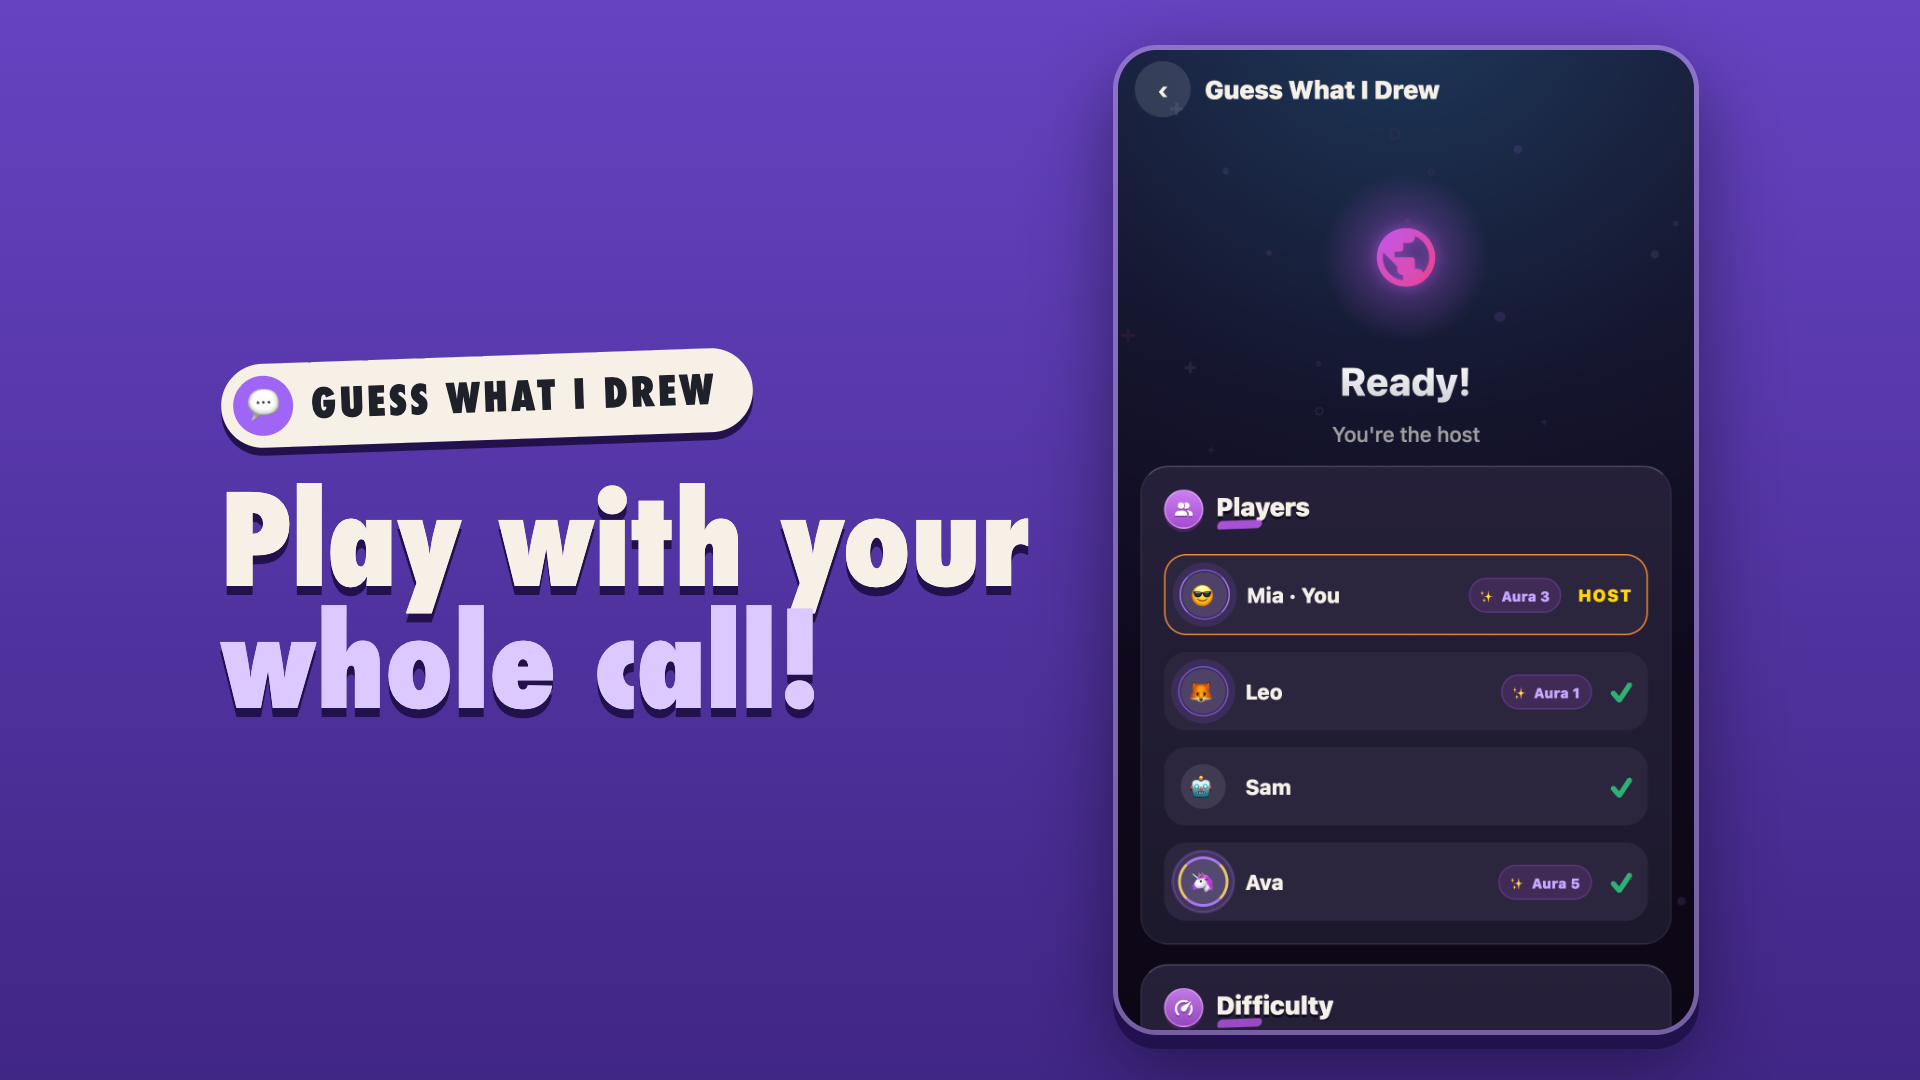 GUESS WHAT I DREW
Play with your
whole call!
‹ Guess What I Drew
Ready!
You're the host
Players
Mia · You Aura 3 HOST
Leo Aura 1
Sam
Ava Aura 5
Difficulty